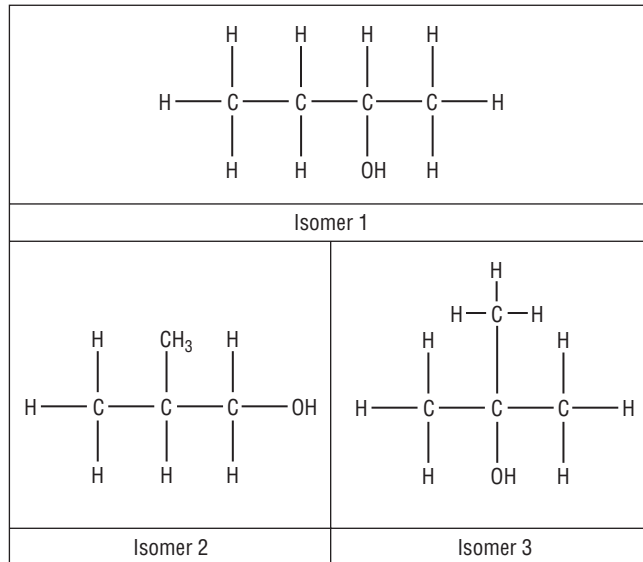 H H H H
H C C C C H
H H OH H
Isomer 1
H CH₃ H
H C C C OH
H H H
Isomer 2
H
H C H
H H
H C C C H
H OH H
Isomer 3